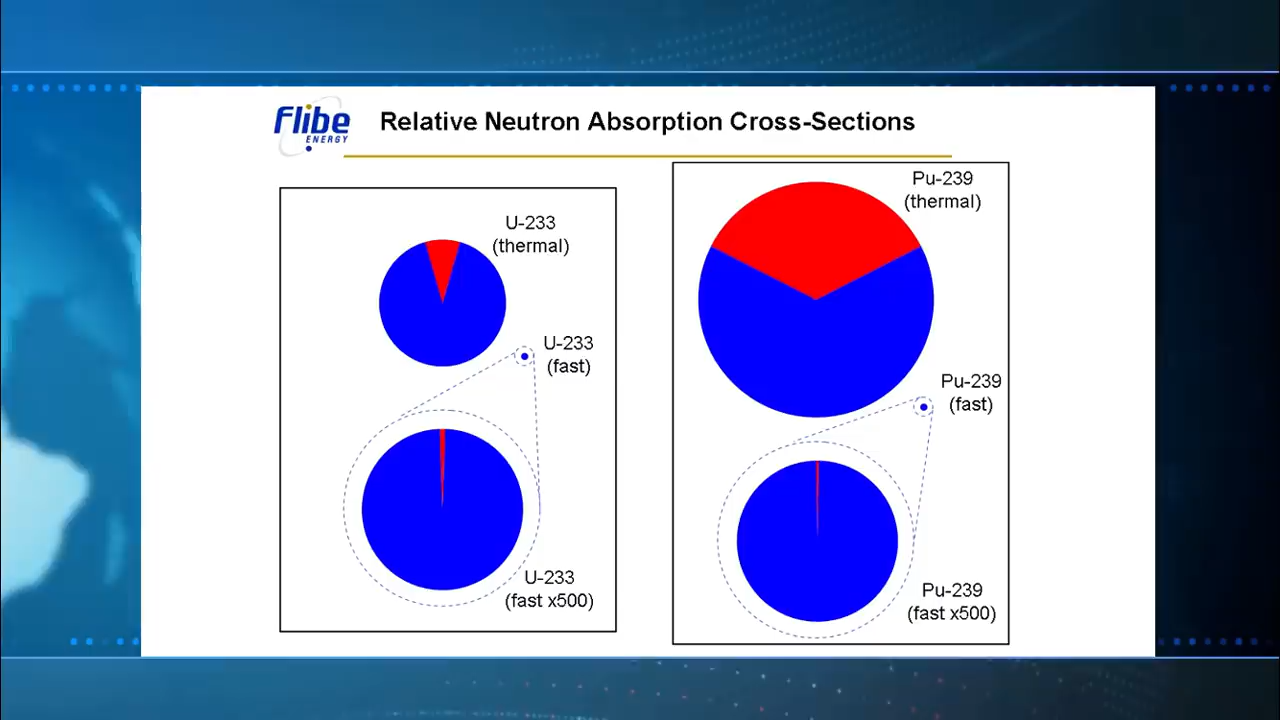 Flibe
ENERGY
Relative Neutron Absorption Cross-Sections
U-233
(thermal)
U-233
(fast)
U-233
(fast x500)
Pu-239
(thermal)
Pu-239
(fast)
Pu-239
(fast x500)